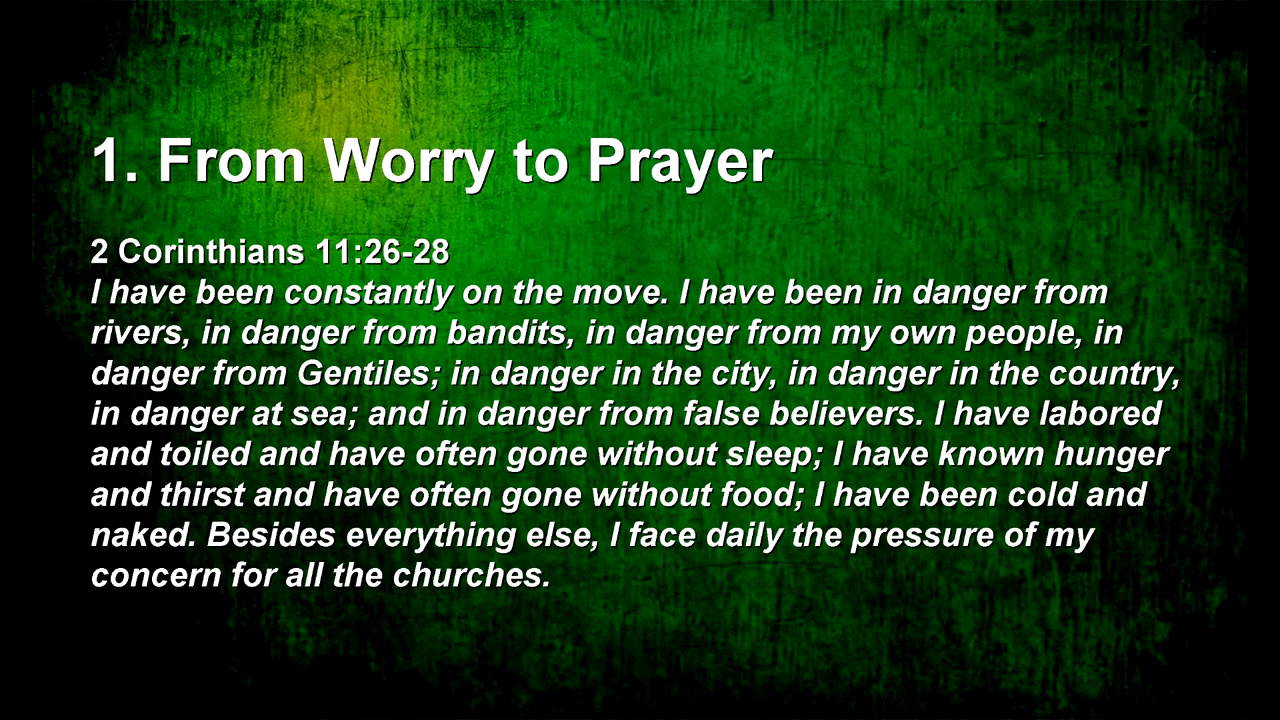 1. From Worry to Prayer
2 Corinthians 11:26-28
I have been constantly on the move. I have been in danger from
rivers, in danger from bandits, in danger from my own people, in
danger from Gentiles; in danger in the city, in danger in the country,
in danger at sea; and in danger from false believers. I have labored
and toiled and have often gone without sleep; I have known hunger
and thirst and have often gone without food; I have been cold and
naked. Besides everything else, I face daily the pressure of my
concern for all the churches.